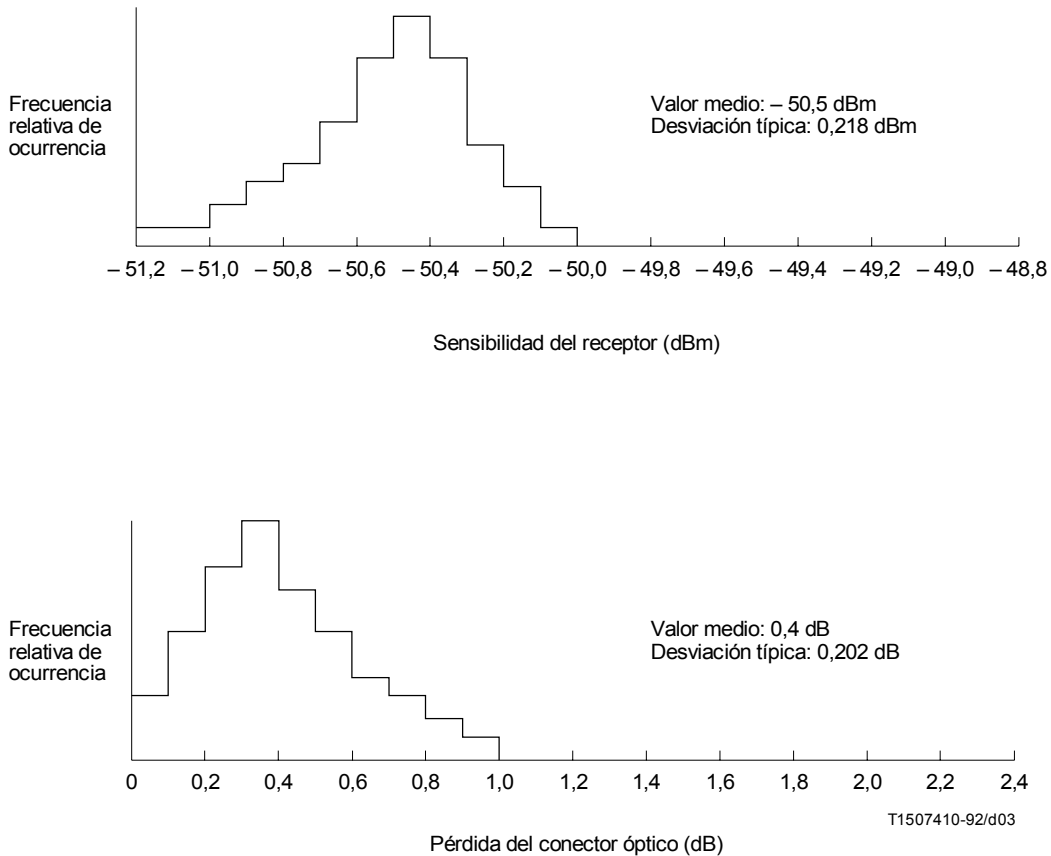 Frecuencia
relativa de
ocurrencia
Valor medio: – 50,5 dBm
Desviación típica: 0,218 dBm
– 51,2 – 51,0 – 50,8 – 50,6 – 50,4 – 50,2 – 50,0 – 49,8 – 49,6 – 49,4 – 49,2 – 49,0 – 48,8
Sensibilidad del receptor (dBm)
Frecuencia
relativa de
ocurrencia
Valor medio: 0,4 dB
Desviación típica: 0,202 dB
0 0,2 0,4 0,6 0,8 1,0 1,2 1,4 1,6 1,8 2,0 2,2 2,4
T1507410-92/d03
Pérdida del conector óptico (dB)